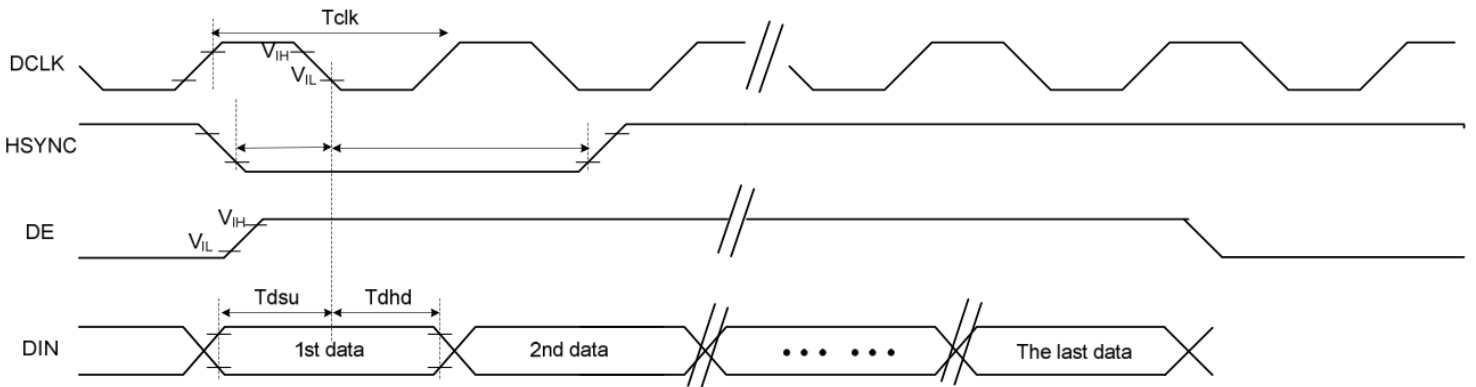 Tclk
DCLK
VIH
VIL
HSYNC
DE
VIH
VIL
Tdsu
Tdhd
DIN
1st data
2nd data
•••  •••
The last data